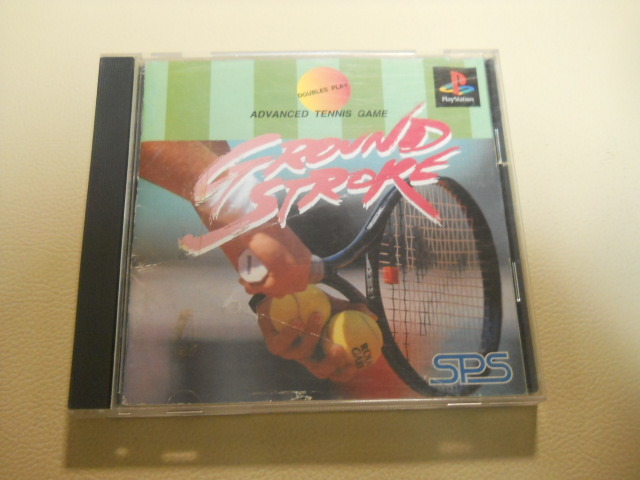 DOUBLES PLAY
PlayStation
ADVANCED TENNIS GAME
GROUND
STROKE
SPS